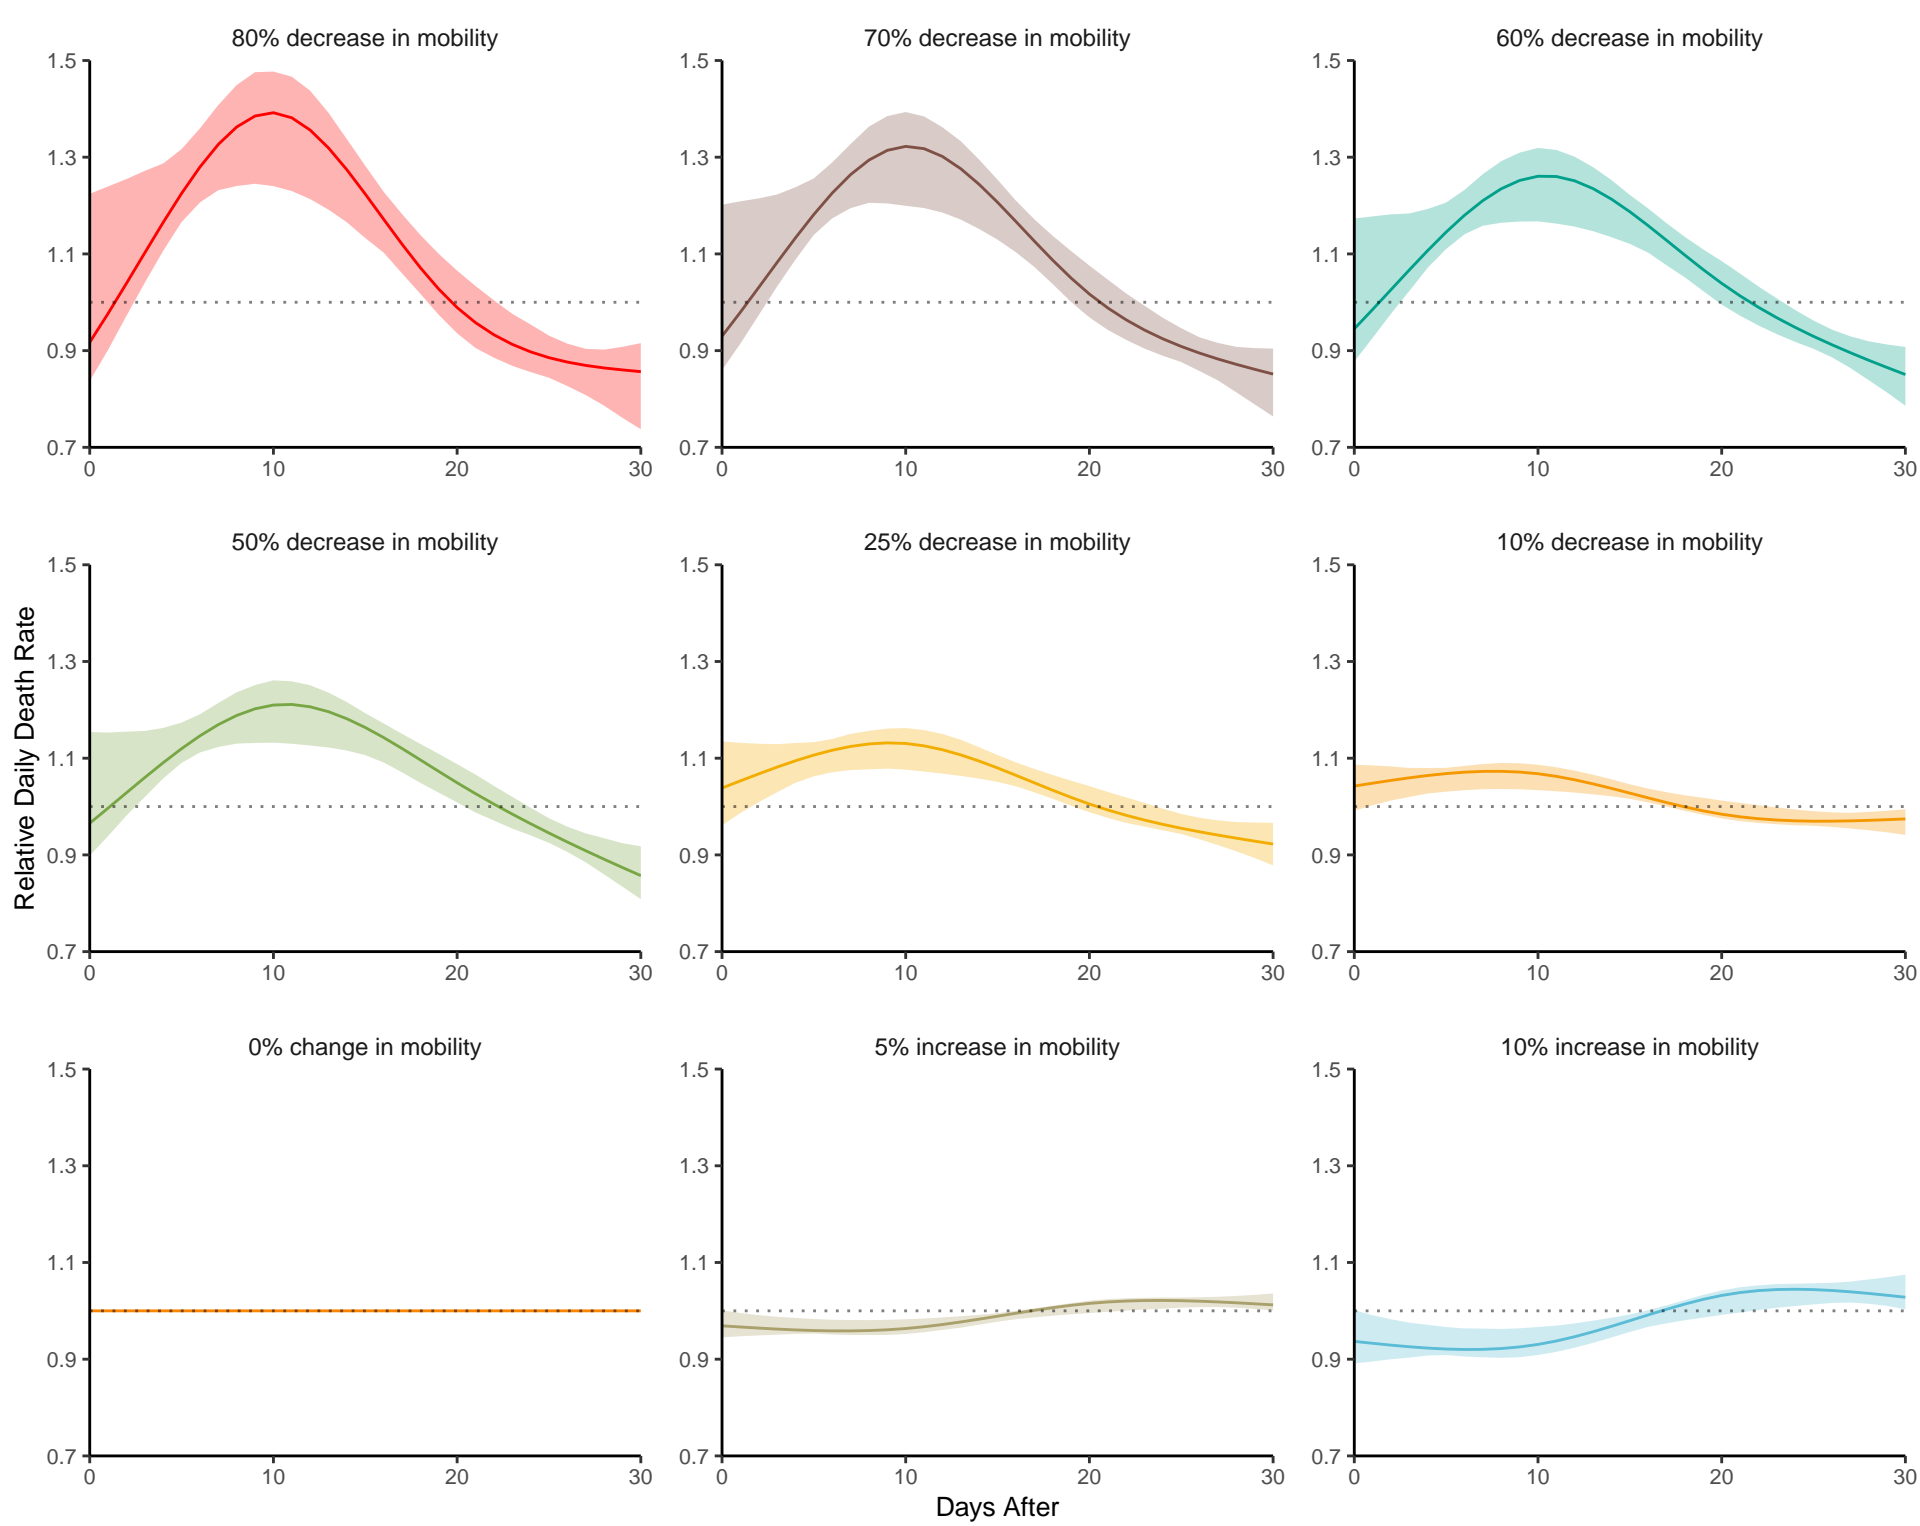 80% decrease in mobility
70% decrease in mobility
60% decrease in mobility
1.5
1.3
1.1
0.9
0.7
0 10 20 30
1.5
1.3
1.1
0.9
0.7
0 10 20 30
1.5
1.3
1.1
0.9
0.7
0 10 20 30
Relative Daily Death Rate
50% decrease in mobility
25% decrease in mobility
10% decrease in mobility
1.5
1.3
1.1
0.9
0.7
0 10 20 30
1.5
1.3
1.1
0.9
0.7
0 10 20 30
1.5
1.3
1.1
0.9
0.7
0 10 20 30
0% change in mobility
5% increase in mobility
10% increase in mobility
1.5
1.3
1.1
0.9
0.7
0 10 20 30
1.5
1.3
1.1
0.9
0.7
0 10 20 30
1.5
1.3
1.1
0.9
0.7
0 10 20 30
Days After